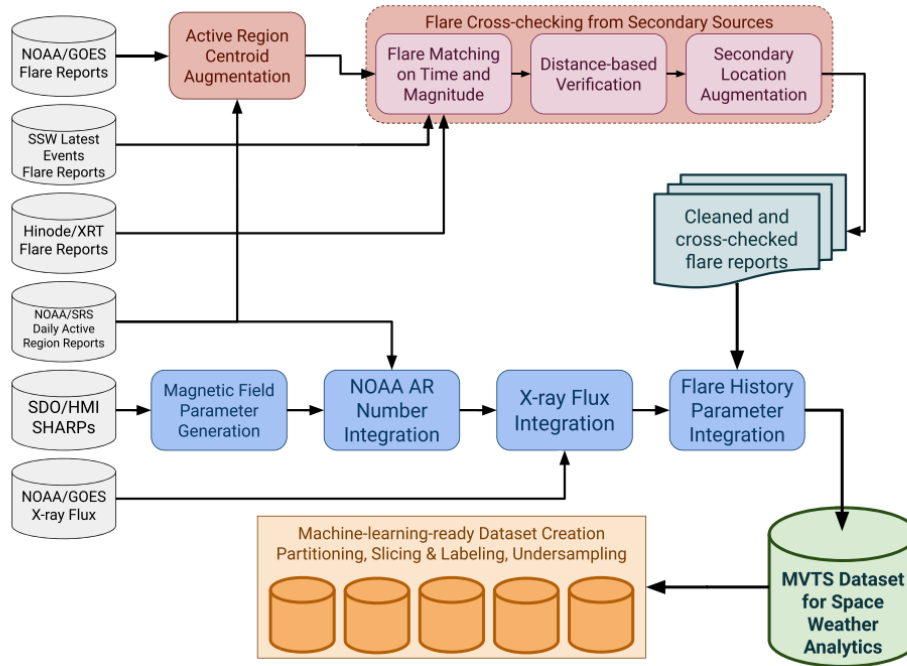 NOAA/GOES
Flare Reports
Active Region
Centroid
Augmentation
Flare Cross-checking from Secondary Sources
Flare Matching
on Time and
Magnitude
Distance-based
Verification
Secondary
Location
Augmentation
SSW Latest
Events
Flare Reports
Hinode/XRT
Flare Reports
Cleaned and
cross-checked
flare reports
NOAA/SRS
Daily Active
Region Reports
SDO/HMI
SHARPs
Magnetic Field
Parameter
Generation
NOAA AR
Number
Integration
X-ray Flux
Integration
Flare History
Parameter
Integration
NOAA/GOES
X-ray Flux
Machine-learning-ready Dataset Creation
Partitioning, Slicing & Labeling, Undersampling
MVTS Dataset
for Space
Weather
Analytics